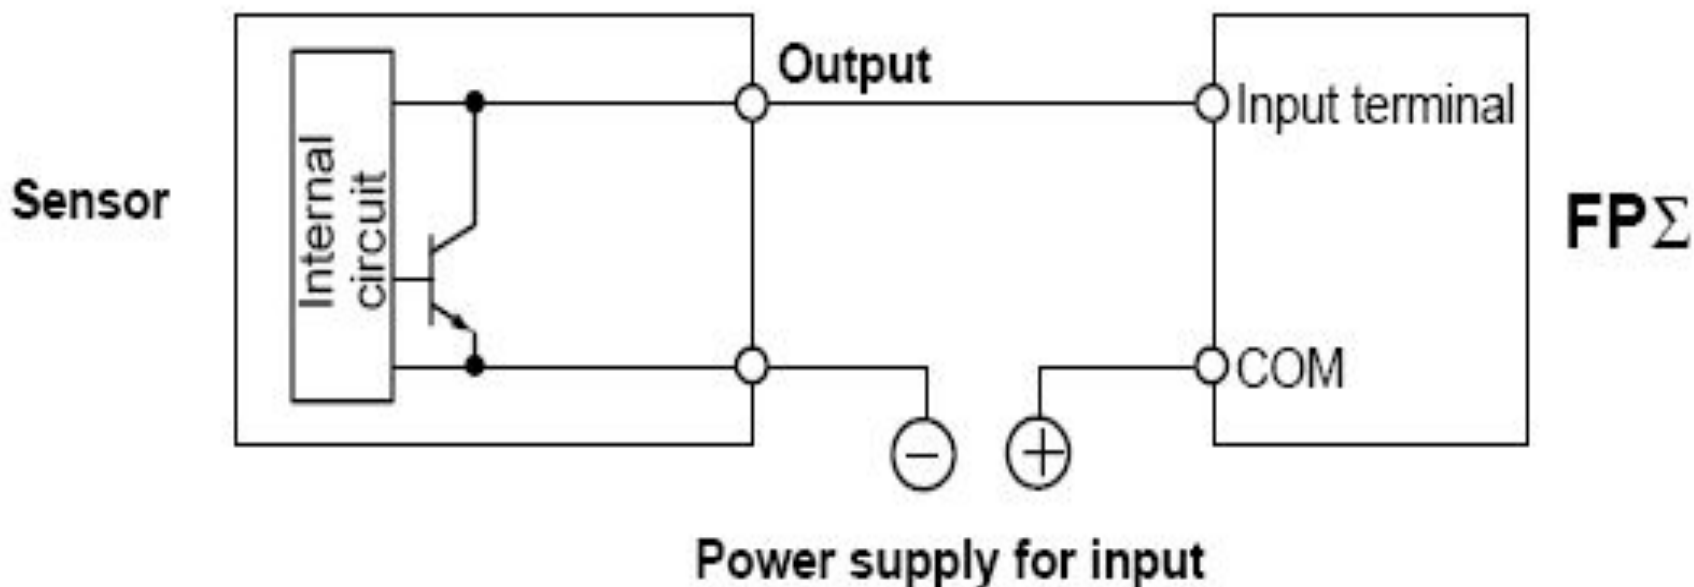 Output
Input terminal
Internal
circuit
Sensor
FPΣ
COM
−
+
Power supply for input